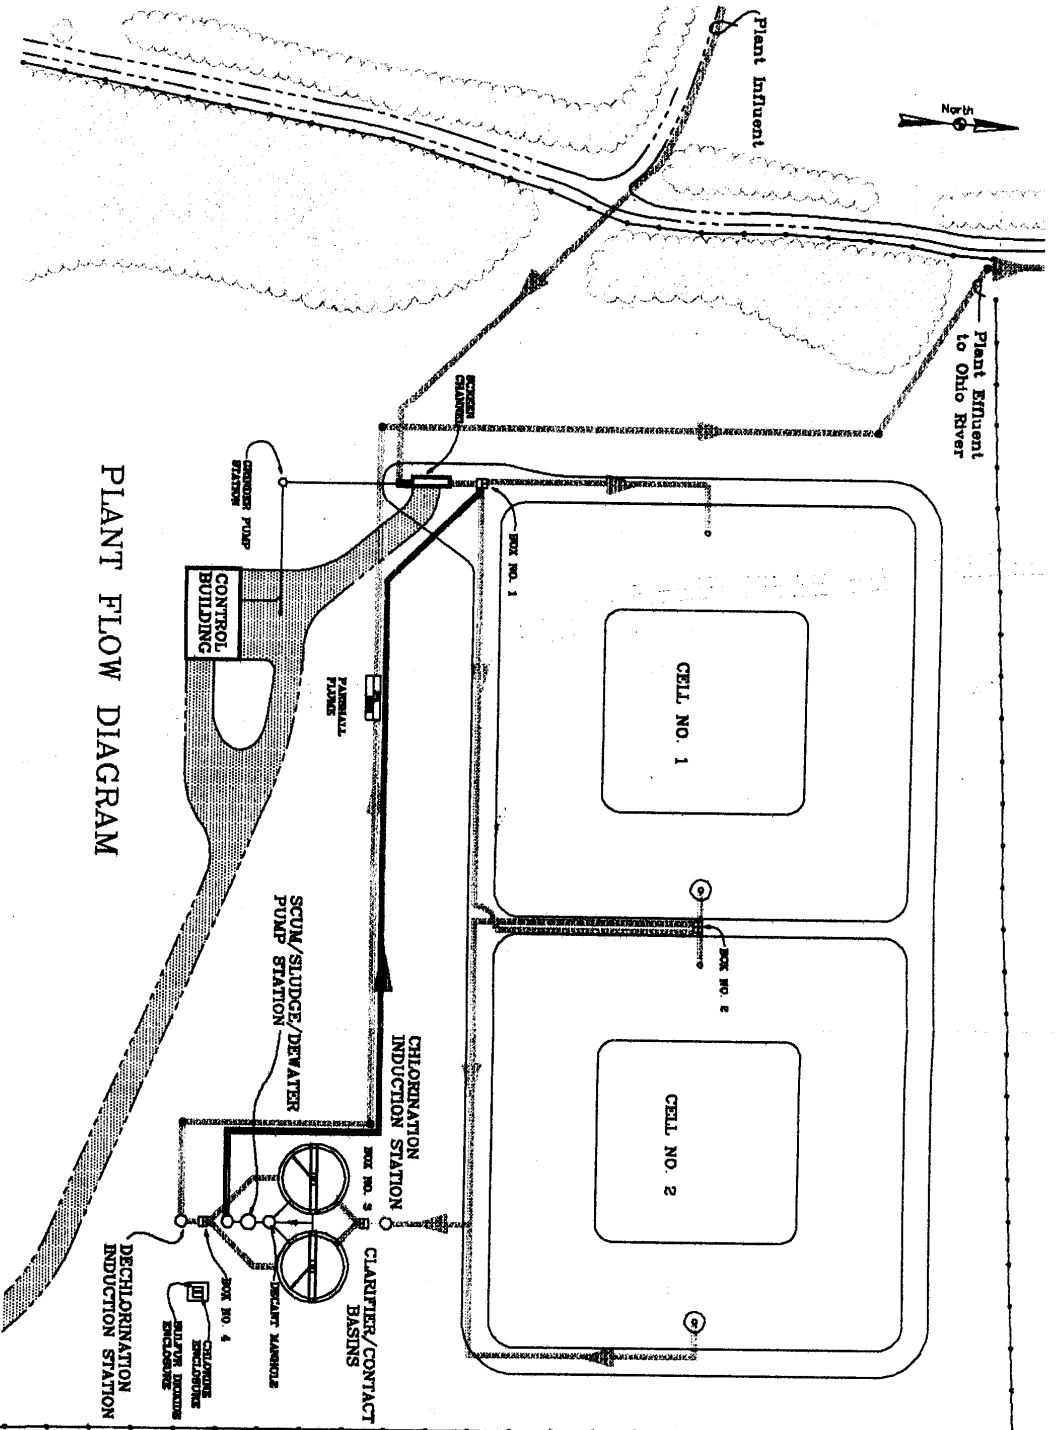 PLANT FLOW DIAGRAM
Plant Influent
North
Plant Effluent
to Ohio River
SCREEN
CHANNEL
GRINDER PUMP
STATION
CONTROL
BUILDING
BOX NO. 1
PARSHALL
FLUME
CELL NO. 1
BOX NO. 2
CELL NO. 2
SCUM/SLUDGE/DEWATER
PUMP STATION
CHLORINATION
INDUCTION STATION
BOX NO. 3
CLARIFIER/CONTACT
BASINS
DECANT MANHOLE
BOX NO. 4
CHLORINE
ENCLOSURE
SULFUR DIOXIDE
ENCLOSURE
DECHLORINATION
INDUCTION STATION